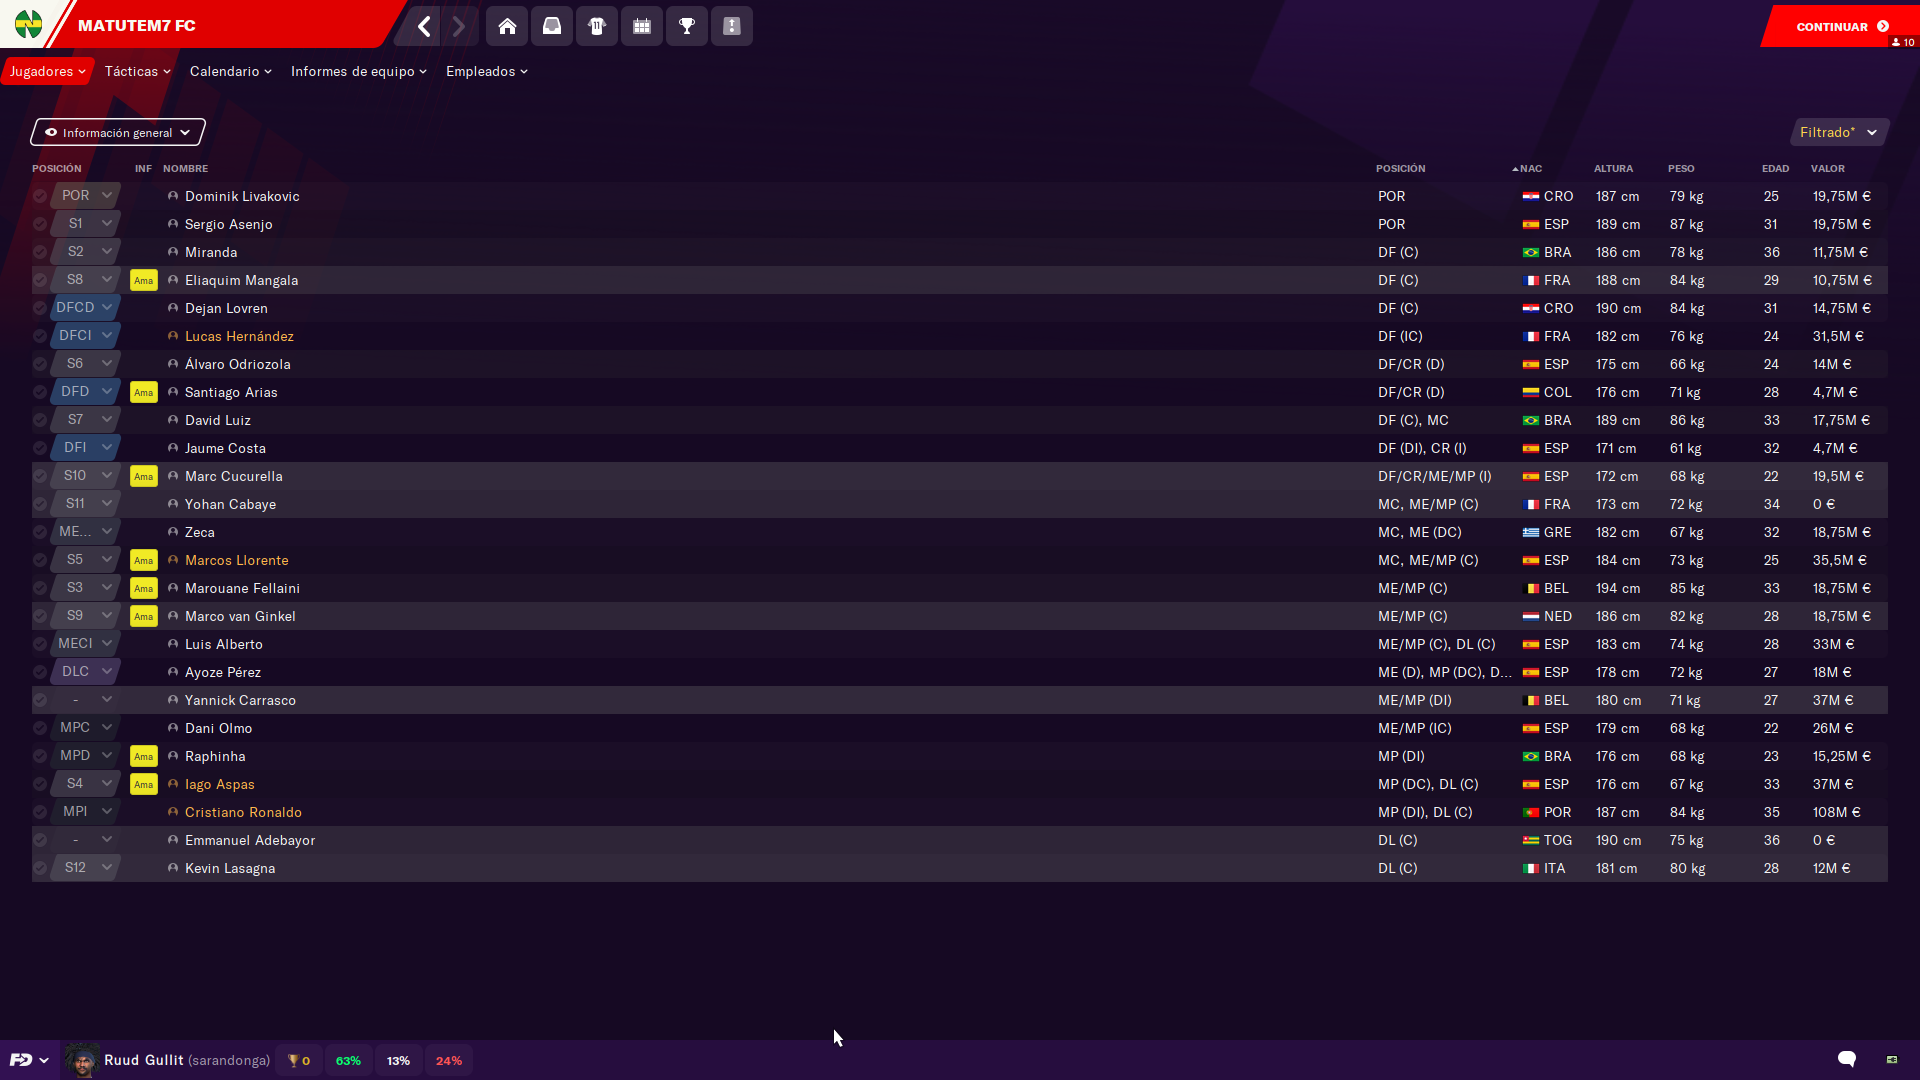 MATUTEM7 FC
11
CONTINUAR
10
Jugadores Tácticas Calendario Informes de equipo Empleados
Información general
Filtrado*
POSICIÓN INF NOMBRE POSICIÓN NAC ALTURA PESO EDAD VALOR
POR Dominik Livakovic POR CRO 187 cm 79 kg 25 19,75M €
S1 Sergio Asenjo POR ESP 189 cm 87 kg 31 19,75M €
S2 Miranda DF (C) BRA 186 cm 78 kg 36 11,75M €
S8 Ama Eliaquim Mangala DF (C) FRA 188 cm 84 kg 29 10,75M €
DFCD Dejan Lovren DF (C) CRO 190 cm 84 kg 31 14,75M €
DFCI Lucas Hernández DF (IC) FRA 182 cm 76 kg 24 31,5M €
S6 Álvaro Odriozola DF/CR (D) ESP 175 cm 66 kg 24 14M €
DFD Ama Santiago Arias DF/CR (D) COL 176 cm 71 kg 28 4,7M €
S7 David Luiz DF (C), MC BRA 189 cm 86 kg 33 17,75M €
DFI Jaume Costa DF (DI), CR (I) ESP 171 cm 61 kg 32 4,7M €
S10 Ama Marc Cucurella DF/CR/ME/MP (I) ESP 172 cm 68 kg 22 19,5M €
S11 Yohan Cabaye MC, ME/MP (C) FRA 173 cm 72 kg 34 0 €
ME... Zeca MC, ME (DC) GRE 182 cm 67 kg 32 18,75M €
S5 Ama Marcos Llorente MC, ME/MP (C) ESP 184 cm 73 kg 25 35,5M €
S3 Ama Marouane Fellaini ME/MP (C) BEL 194 cm 85 kg 33 18,75M €
S9 Ama Marco van Ginkel ME/MP (C) NED 186 cm 82 kg 28 18,75M €
MECI Luis Alberto ME/MP (C), DL (C) ESP 183 cm 74 kg 28 33M €
DLC Ayoze Pérez ME (D), MP (DC), D... ESP 178 cm 72 kg 27 18M €
- Yannick Carrasco ME/MP (DI) BEL 180 cm 71 kg 27 37M €
MPC Dani Olmo ME/MP (IC) ESP 179 cm 68 kg 22 26M €
MPD Ama Raphinha MP (DI) BRA 176 cm 68 kg 23 15,25M €
S4 Ama Iago Aspas MP (DC), DL (C) ESP 176 cm 67 kg 33 37M €
MPI Cristiano Ronaldo MP (DI), DL (C) POR 187 cm 84 kg 35 108M €
- Emmanuel Adebayor DL (C) TOG 190 cm 75 kg 36 0 €
S12 Kevin Lasagna DL (C) ITA 181 cm 80 kg 28 12M €
FD Ruud Gullit (sarandonga) 0 63% 13% 24%